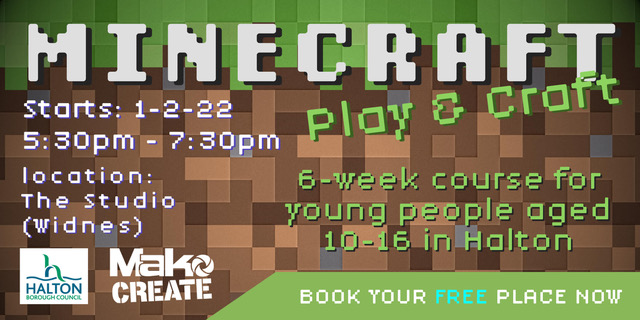 MINECRAFT
Play & Craft
Starts: 1-2-22
5:30pm - 7:30pm
location:
The Studio
(Widnes)
6-week course for
young people aged
10-16 in Halton
HALTON
BOROUGH COUNCIL
Mako
CREATE
BOOK YOUR FREE PLACE NOW